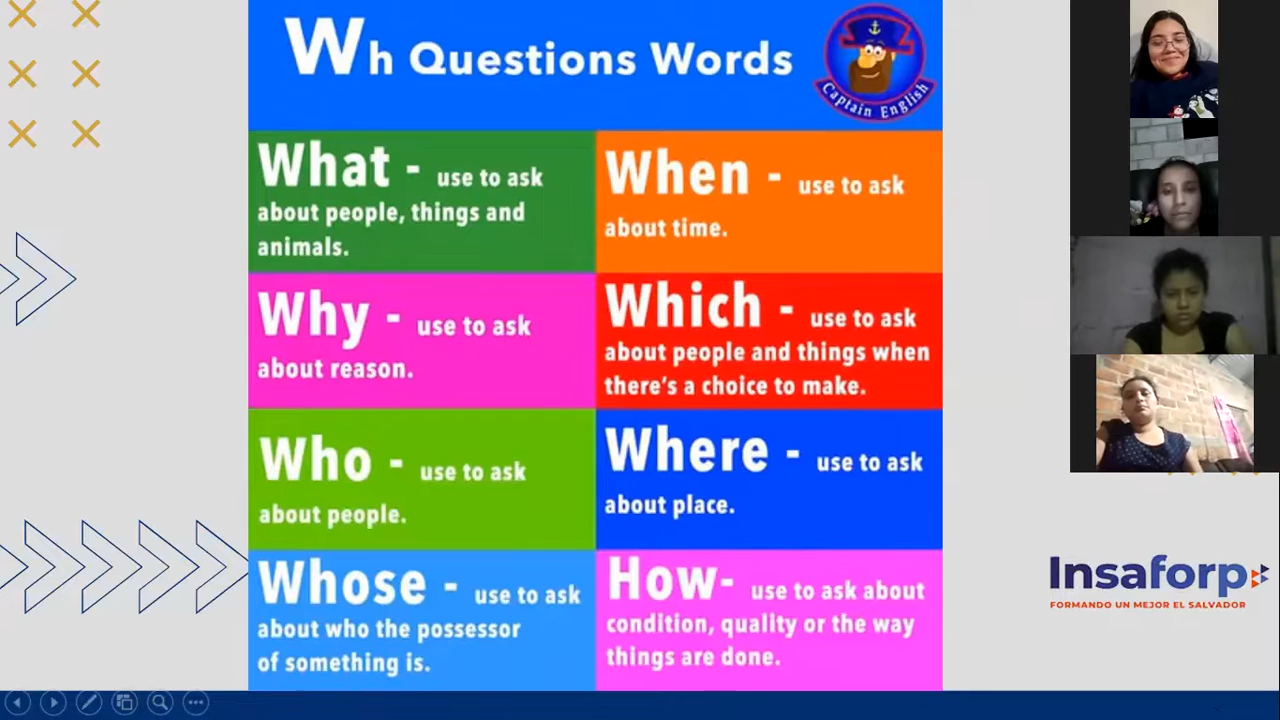 Wh Questions Words
Captain English
What - use to ask
about people, things and
animals.
When - use to ask
about time.
Why - use to ask
about reason.
Which - use to ask
about people and things when
there's a choice to make.
Who - use to ask
about people.
Where - use to ask
about place.
Whose - use to ask
about who the possessor
of something is.
How- use to ask about
condition, quality or the way
things are done.
Insaforp
FORMANDO UN MEJOR EL SALVADOR